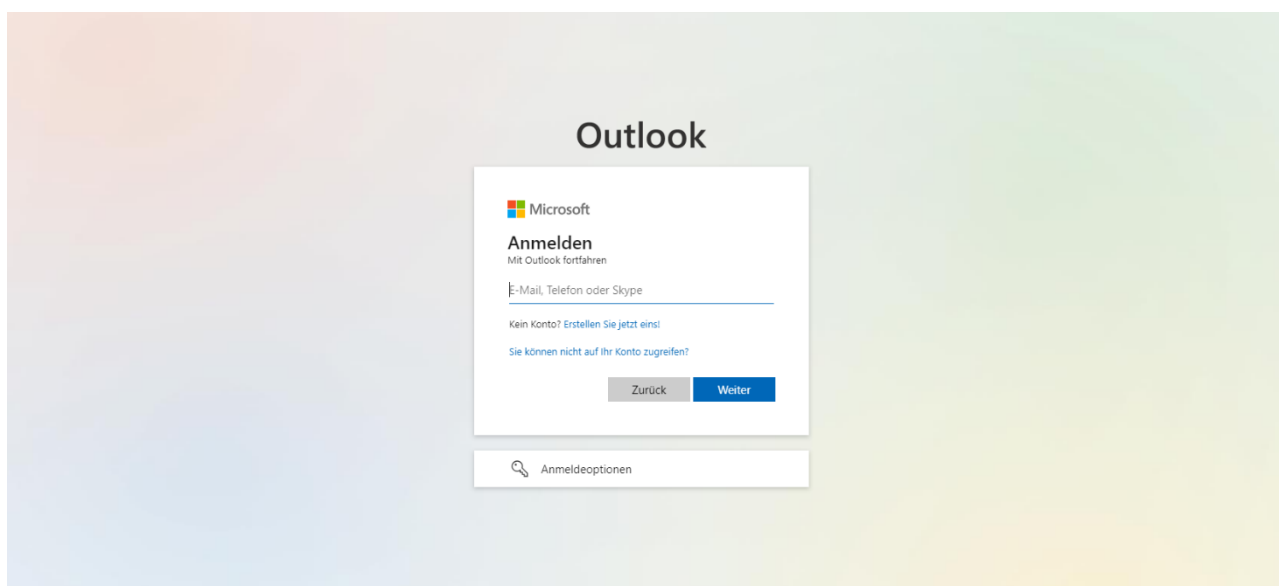 Outlook
Microsoft
Anmelden
Mit Outlook fortfahren
E-Mail, Telefon oder Skype
Kein Konto? Erstellen Sie jetzt eins!
Sie können nicht auf Ihr Konto zugreifen?
Zurück Weiter
Anmeldeoptionen